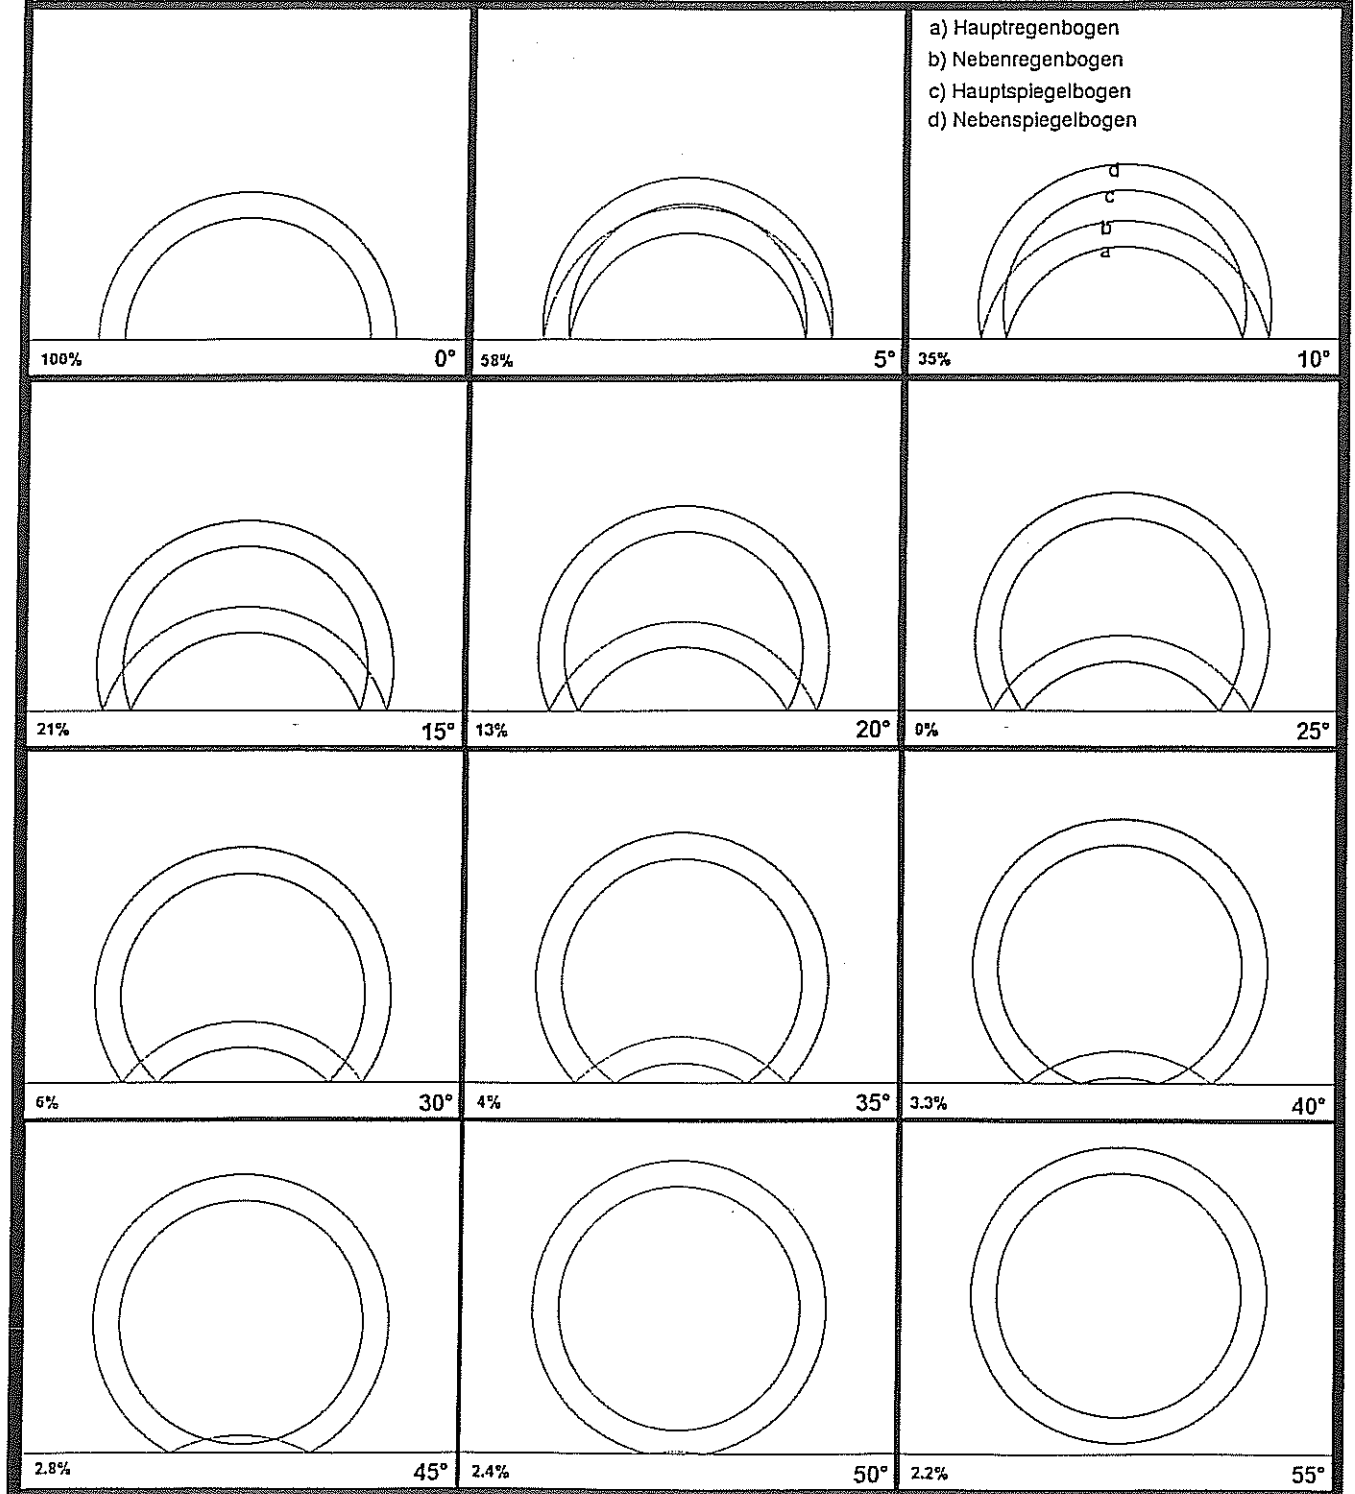 a) Hauptregenbogen
b) Nebenregenbogen
c) Hauptspiegelbogen
d) Nebenspiegelbogen
d
c
b
a
100% 0°
58% 5°
35% 10°
21% 15°
13% 20°
0% 25°
6% 30°
4% 35°
3.3% 40°
2.8% 45°
2.4% 50°
2.2% 55°